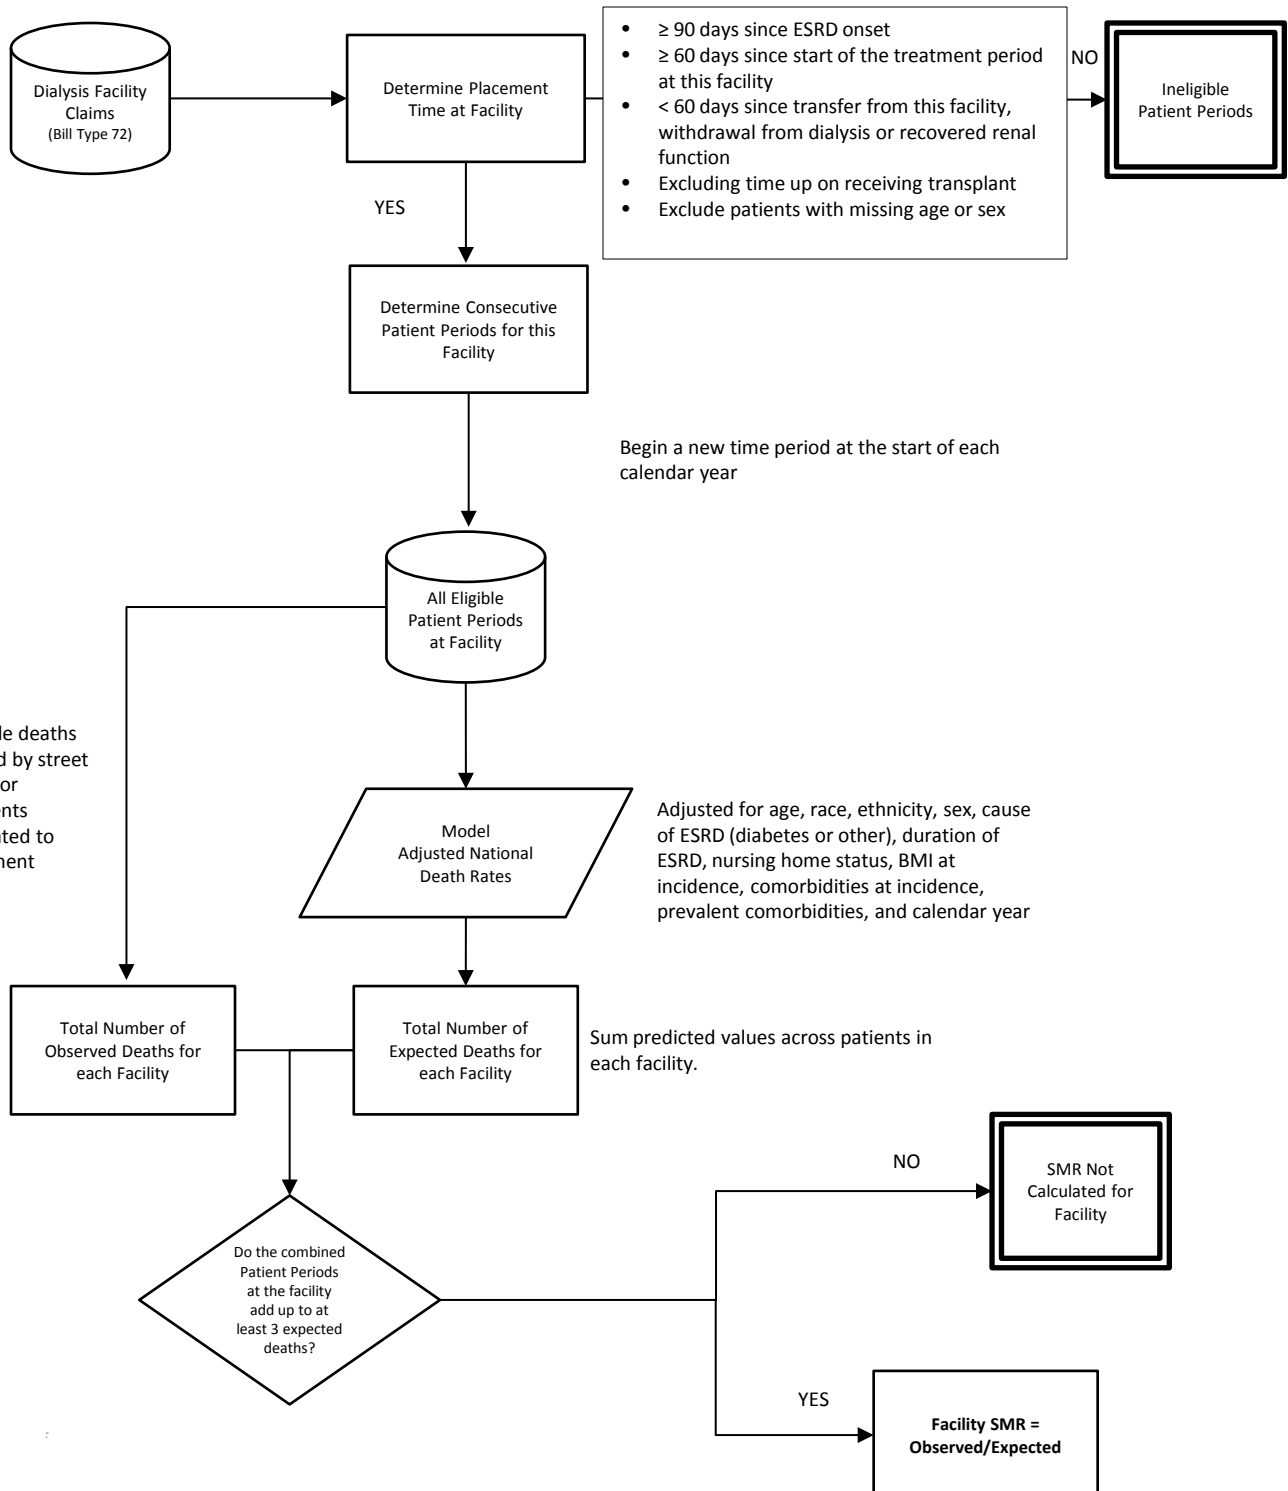 Dialysis Facility
Claims
(Bill Type 72)
Determine Placement
Time at Facility
• ≥ 90 days since ESRD onset
• ≥ 60 days since start of the treatment period
at this facility
• < 60 days since transfer from this facility,
withdrawal from dialysis or recovered renal
function
• Excluding time up on receiving transplant
• Exclude patients with missing age or sex
NO
Ineligible
Patient Periods
YES
Determine Consecutive
Patient Periods for this
Facility
Begin a new time period at the start of each
calendar year
All Eligible
Patient Periods
at Facility
deaths
by street
or
to
Model
Adjusted National
Death Rates
Adjusted for age, race, ethnicity, sex, cause
of ESRD (diabetes or other), duration of
ESRD, nursing home status, BMI at
incidence, comorbidities at incidence,
prevalent comorbidities, and calendar year
Total Number of
Observed Deaths for
each Facility
Total Number of
Expected Deaths for
each Facility
Sum predicted values across patients in
each facility.
Do the combined
Patient Periods
at the facility
add up to at
least 3 expected
deaths?
NO
SMR Not
Calculated for
Facility
YES
Facility SMR =
Observed/Expected